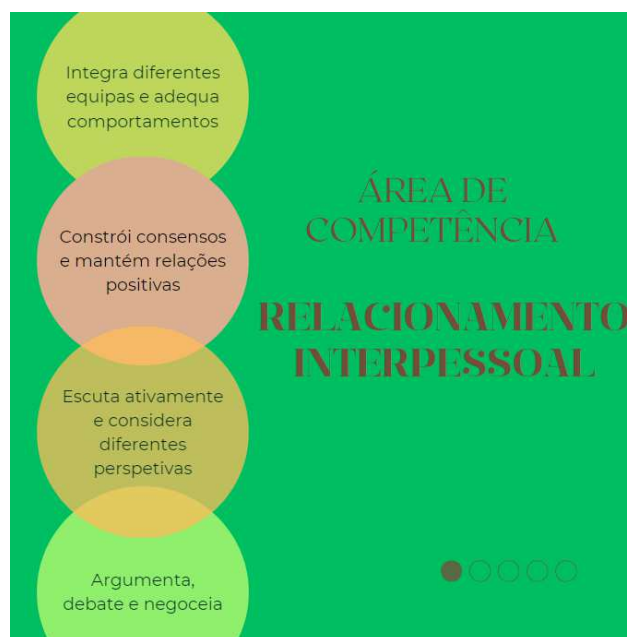 Integra diferentes
equipas e adequa
comportamentos
Constrói consensos
e mantém relações
positivas
Escuta ativamente
e considera
diferentes
perspetivas
Argumenta,
debate e negoceia
ÁREA DE
COMPETÊNCIA
RELACIONAMENTO
INTERPESSOAL